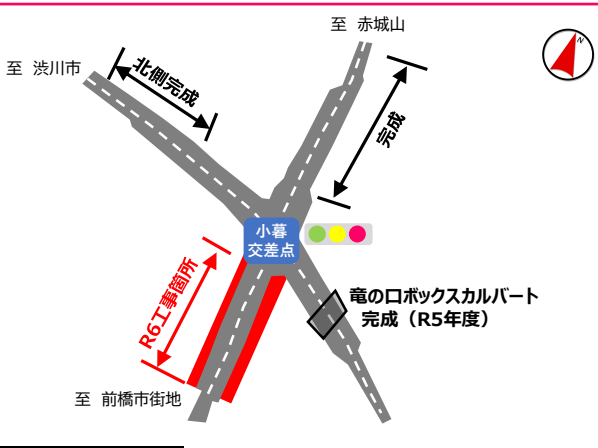 至 赤城山
N
至 渋川市
北側完成
完成
小暮
交差点
竜の口ボックスカルバート
完成（R5年度）
R6工事箇所
至 前橋市街地